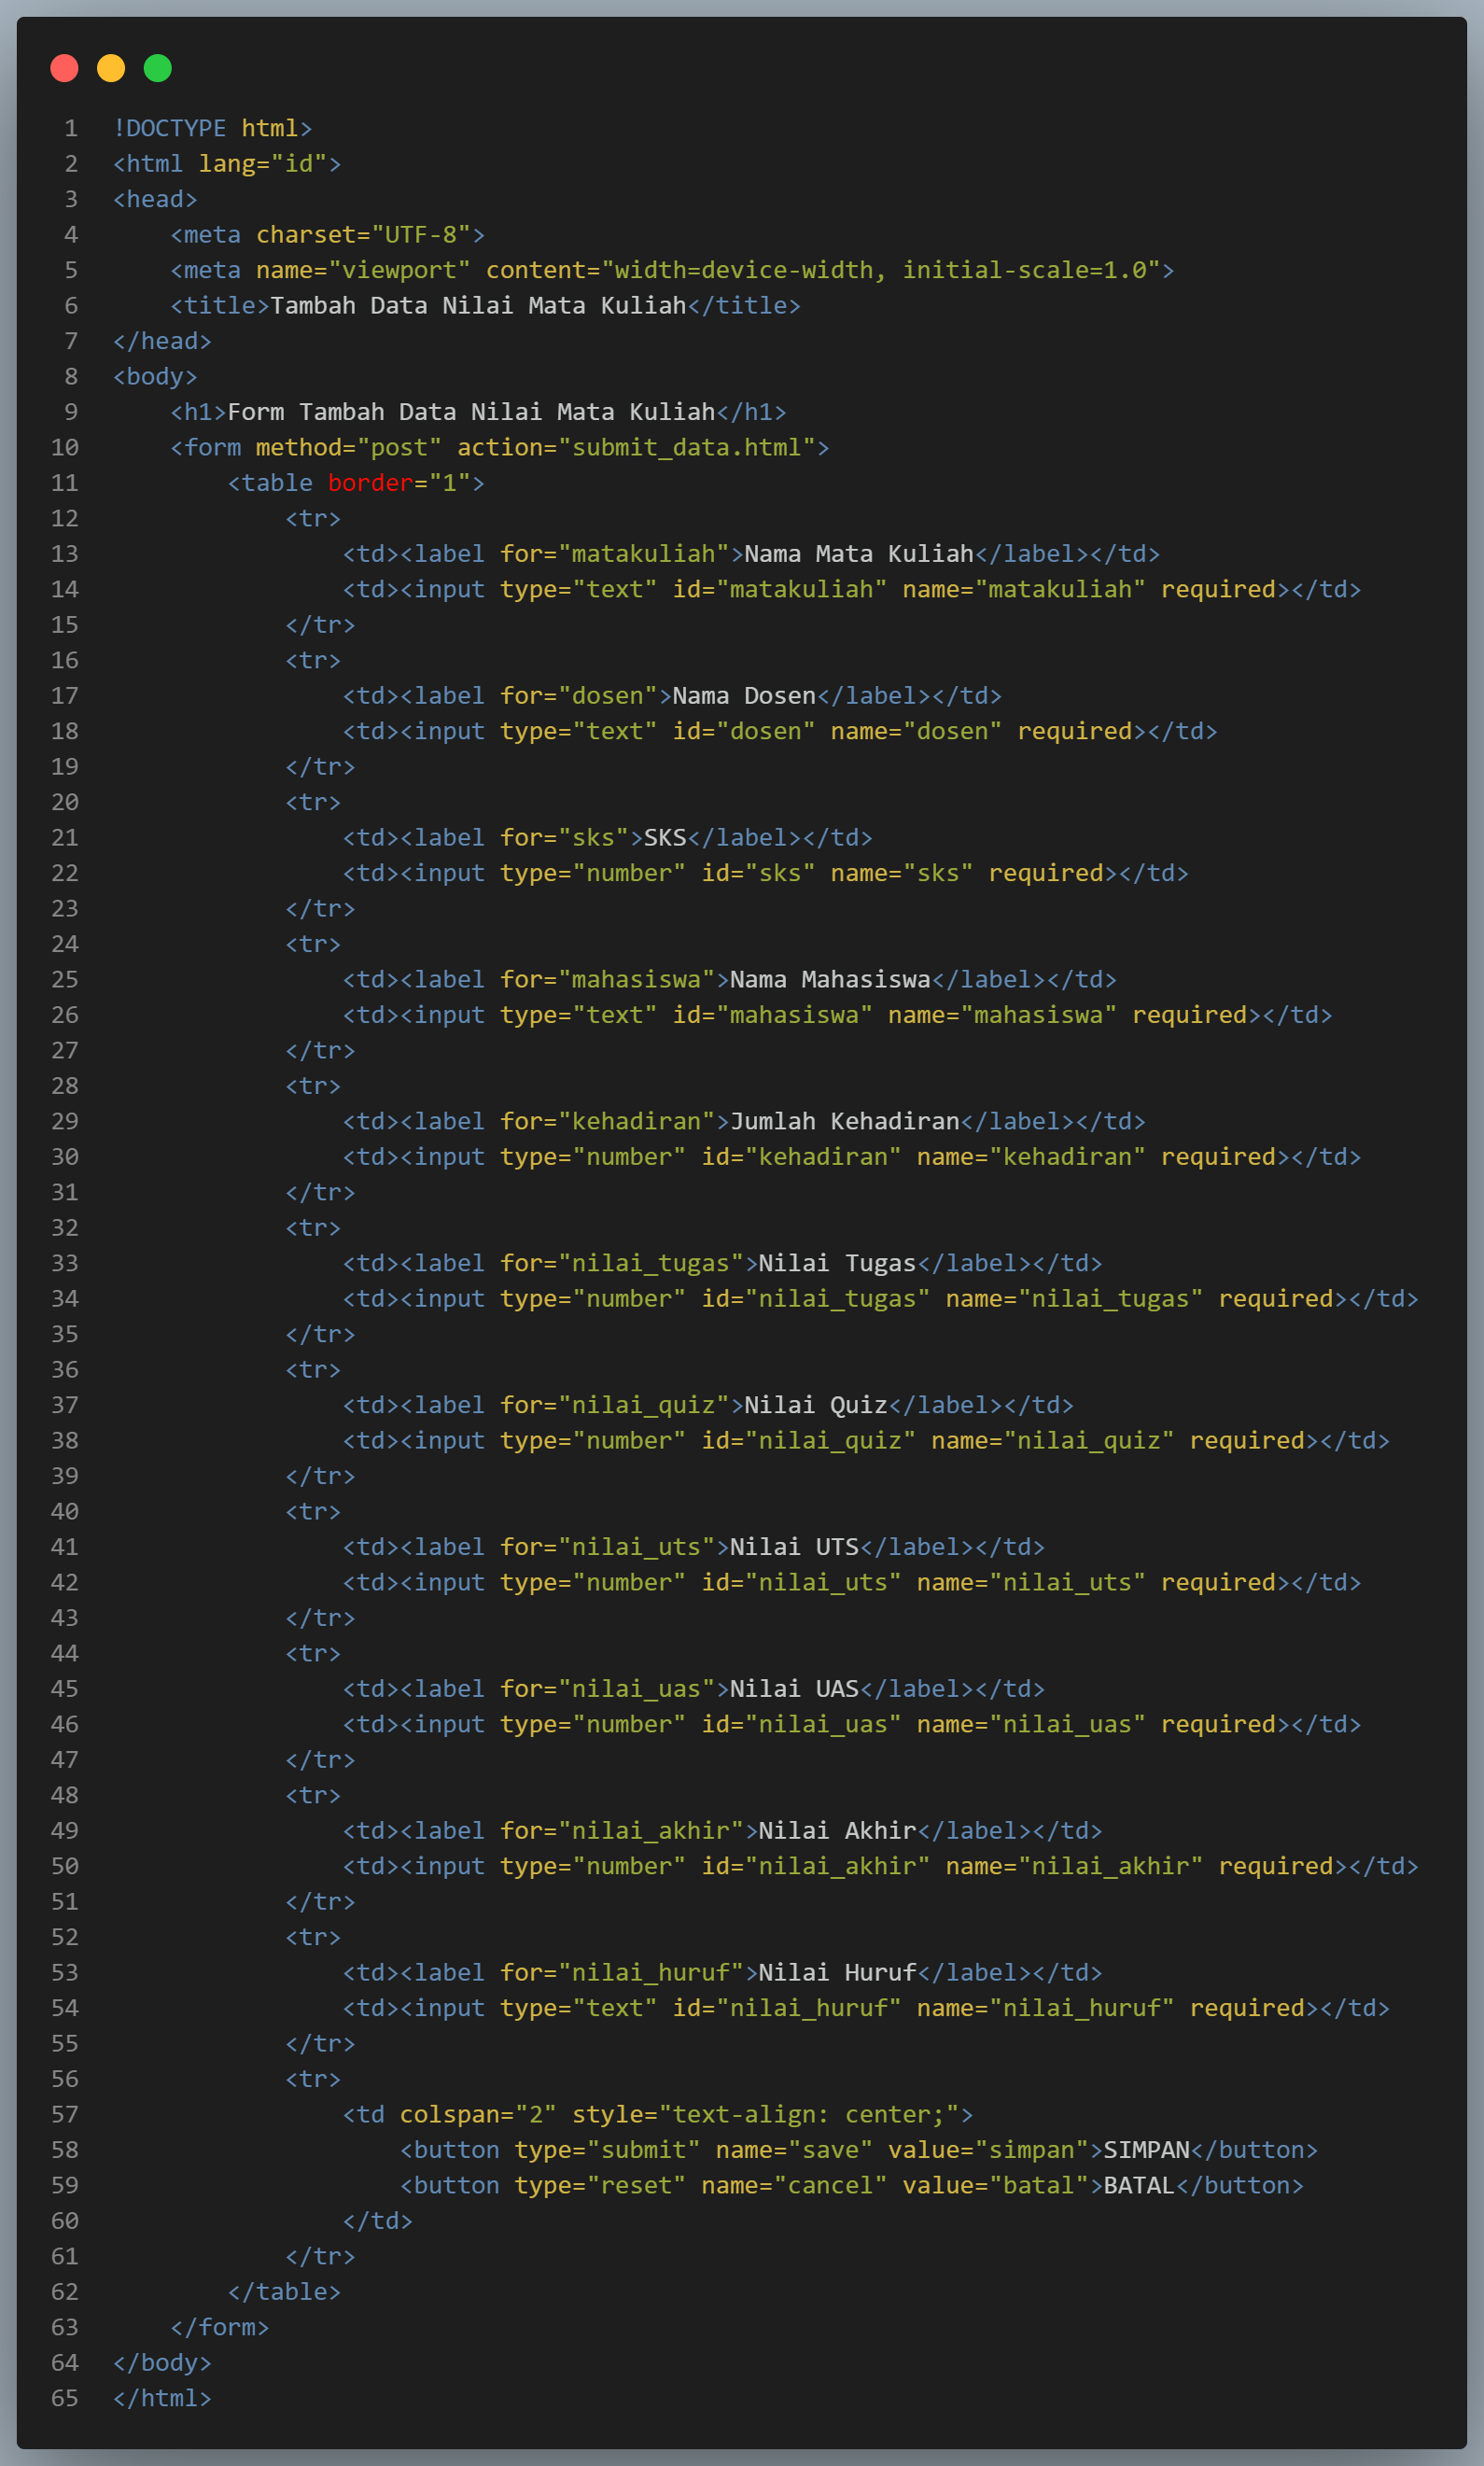 1 !DOCTYPE html>
2 <html lang="id">
3 <head>
4     <meta charset="UTF-8">
5     <meta name="viewport" content="width=device-width, initial-scale=1.0">
6     <title>Tambah Data Nilai Mata Kuliah</title>
7 </head>
8 <body>
9     <h1>Form Tambah Data Nilai Mata Kuliah</h1>
10     <form method="post" action="submit_data.html">
11         <table border="1">
12             <tr>
13                 <td><label for="matakuliah">Nama Mata Kuliah</label></td>
14                 <td><input type="text" id="matakuliah" name="matakuliah" required></td>
15             </tr>
16             <tr>
17                 <td><label for="dosen">Nama Dosen</label></td>
18                 <td><input type="text" id="dosen" name="dosen" required></td>
19             </tr>
20             <tr>
21                 <td><label for="sks">SKS</label></td>
22                 <td><input type="number" id="sks" name="sks" required></td>
23             </tr>
24             <tr>
25                 <td><label for="mahasiswa">Nama Mahasiswa</label></td>
26                 <td><input type="text" id="mahasiswa" name="mahasiswa" required></td>
27             </tr>
28             <tr>
29                 <td><label for="kehadiran">Jumlah Kehadiran</label></td>
30                 <td><input type="number" id="kehadiran" name="kehadiran" required></td>
31             </tr>
32             <tr>
33                 <td><label for="nilai_tugas">Nilai Tugas</label></td>
34                 <td><input type="number" id="nilai_tugas" name="nilai_tugas" required></td>
35             </tr>
36             <tr>
37                 <td><label for="nilai_quiz">Nilai Quiz</label></td>
38                 <td><input type="number" id="nilai_quiz" name="nilai_quiz" required></td>
39             </tr>
40             <tr>
41                 <td><label for="nilai_uts">Nilai UTS</label></td>
42                 <td><input type="number" id="nilai_uts" name="nilai_uts" required></td>
43             </tr>
44             <tr>
45                 <td><label for="nilai_uas">Nilai UAS</label></td>
46                 <td><input type="number" id="nilai_uas" name="nilai_uas" required></td>
47             </tr>
48             <tr>
49                 <td><label for="nilai_akhir">Nilai Akhir</label></td>
50                 <td><input type="number" id="nilai_akhir" name="nilai_akhir" required></td>
51             </tr>
52             <tr>
53                 <td><label for="nilai_huruf">Nilai Huruf</label></td>
54                 <td><input type="text" id="nilai_huruf" name="nilai_huruf" required></td>
55             </tr>
56             <tr>
57                 <td colspan="2" style="text-align: center;">
58                     <button type="submit" name="save" value="simpan">SIMPAN</button>
59                     <button type="reset" name="cancel" value="batal">BATAL</button>
60                 </td>
61             </tr>
62         </table>
63     </form>
64 </body>
65 </html>